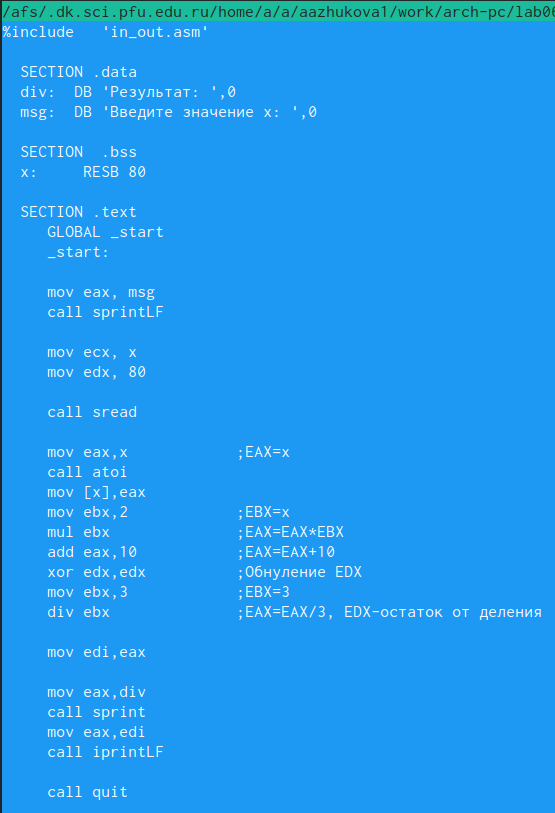 /afs/.dk.sci.pfu.edu.ru/home/a/a/aazhukova1/work/arch-pc/lab06
%include   'in_out.asm'
SECTION .data
div:  DB 'Результат: ',0
msg:  DB 'Введите значение x: ',0
SECTION  .bss
x:     RESB 80
SECTION .text
GLOBAL _start
_start:
mov eax, msg
call sprintLF
mov ecx, x
mov edx, 80
call sread
mov eax,x            ;EAX=x
call atoi
mov [x],eax
mov ebx,2            ;EBX=x
mul ebx              ;EAX=EAX*EBX
add eax,10           ;EAX=EAX+10
xor edx,edx          ;Обнуление EDX
mov ebx,3            ;EBX=3
div ebx              ;EAX=EAX/3, EDX-остаток от деления
mov edi,eax
mov eax,div
call sprint
mov eax,edi
call iprintLF
call quit